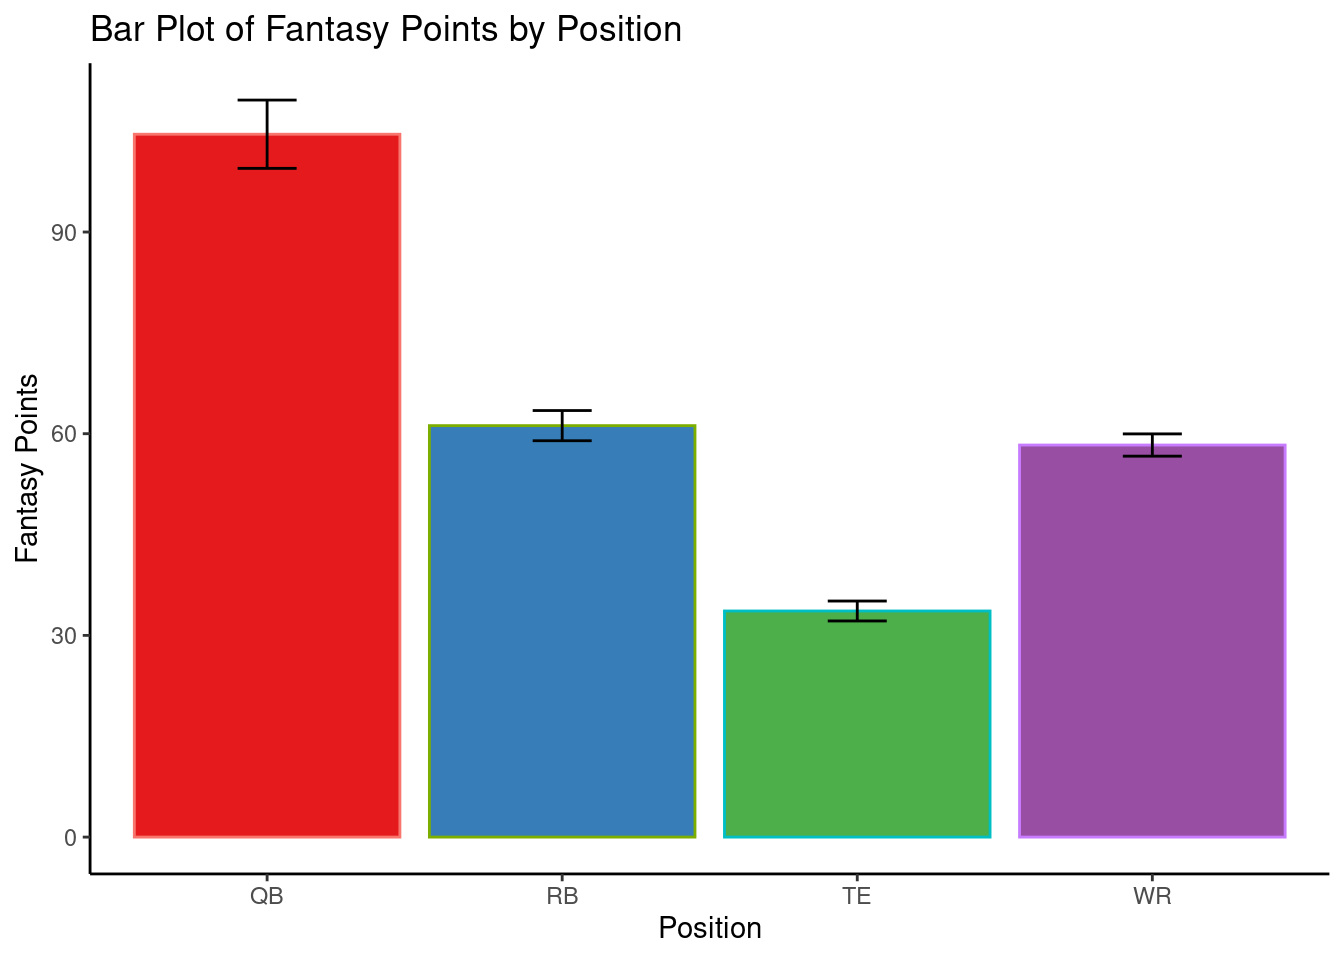 Bar Plot of Fantasy Points by Position
Fantasy Points
90
60
30
0
QB RB TE WR
Position